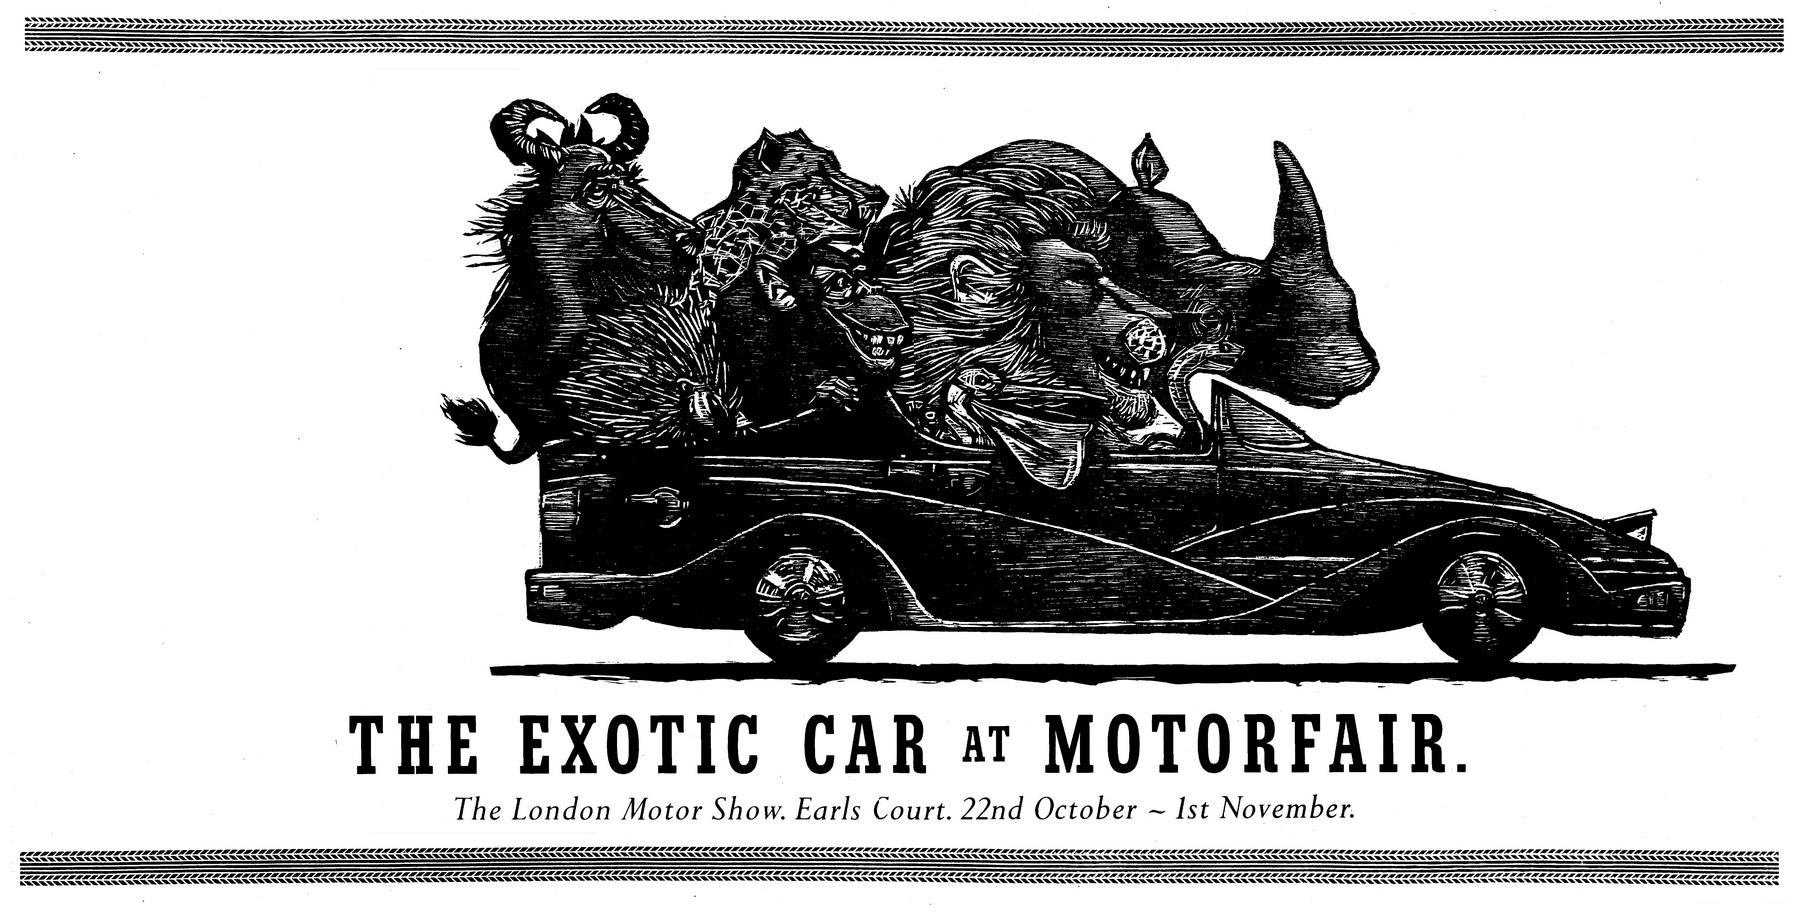 THE EXOTIC CAR AT MOTORFAIR.
The London Motor Show. Earls Court. 22nd October ~ 1st November.